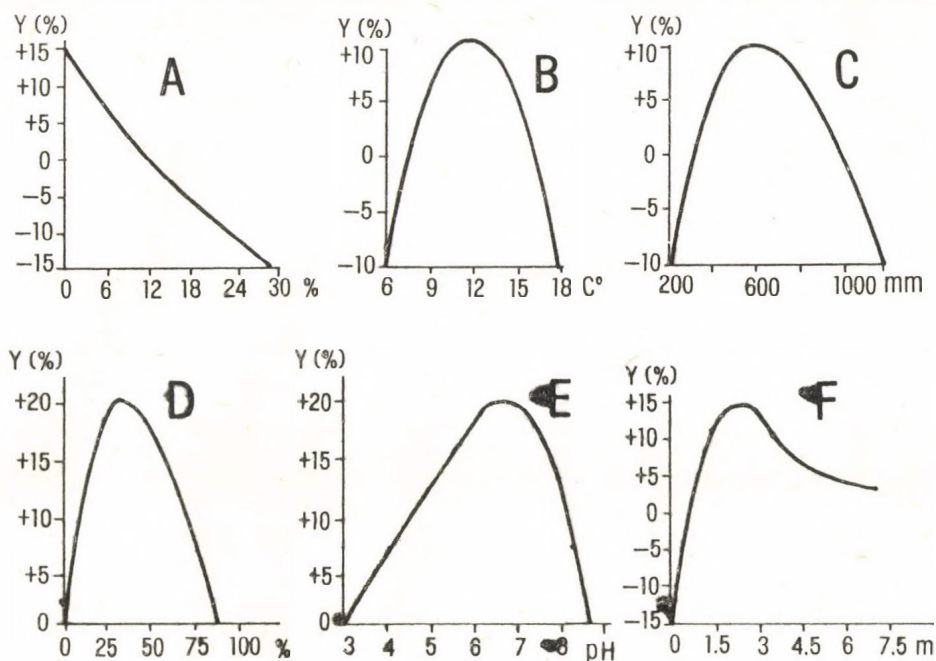 Y (%)
+15
+10
+5
0
−5
−10
−15
0 6 12 18 24 30 %
A
Y (%)
+10
+5
0
−5
−10
6 9 12 15 18 C°
B
Y (%)
+10
+5
0
−5
−10
200 600 1000 mm
C
Y (%)
+20
+15
+10
+5
0
0 25 50 75 100 %
D
Y (%)
+20
+15
+10
+5
0
3 4 5 6 7 8 pH
E
Y (%)
+15
+10
+5
0
−5
−10
−15
0 1.5 3 4.5 6 7.5 m
F